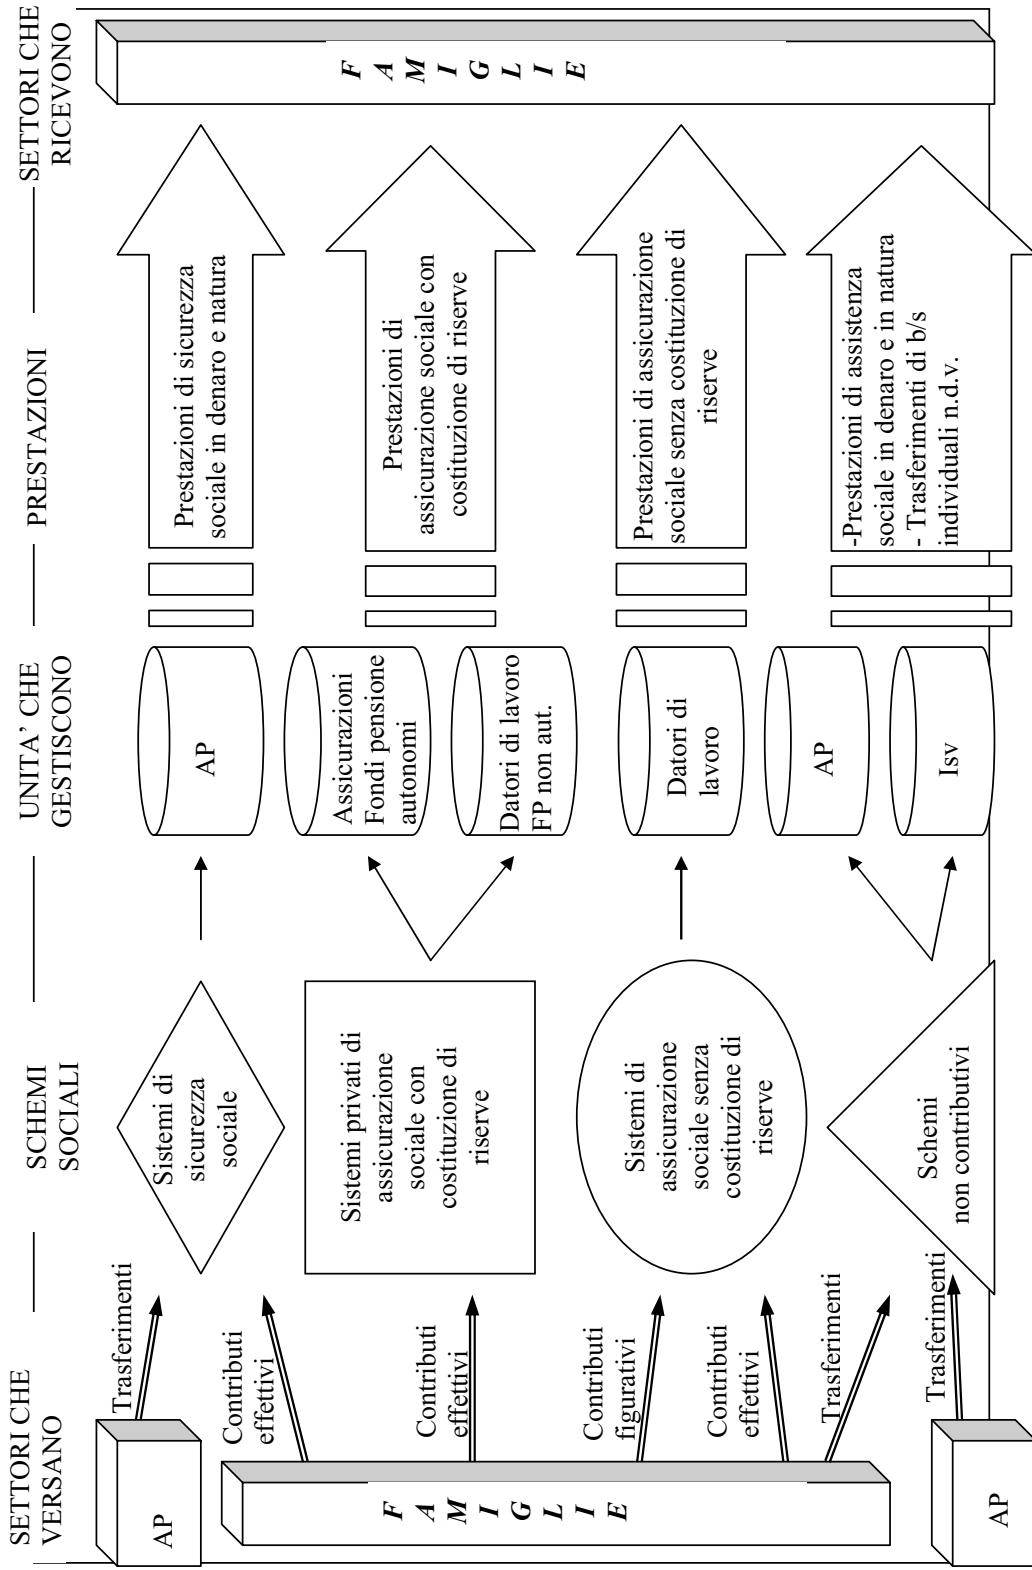 SETTORI CHE
VERSANO
SCHEMI
SOCIALI
UNITA’ CHE
GESTISCONO
PRESTAZIONI
SETTORI CHE
RICEVONO
AP
Trasferimenti
Contributi
effettivi
Contributi
effettivi
Contributi
figurativi
Contributi
effettivi
Trasferimenti
Trasferimenti
FAMIGLIE
AP
Sistemi di
sicurezza
sociale
Sistemi privati di
assicurazione
sociale con
costituzione di
riserve
Sistemi di
assicurazione
sociale senza
costituzione di
riserve
Schemi
non contributivi
AP
Assicurazioni
Fondi pensione
autonomi
Datori di lavoro
FP non aut.
Datori di
lavoro
AP
Isv
Prestazioni di sicurezza
sociale in denaro e natura
Prestazioni di
assicurazione sociale con
costituzione di riserve
Prestazioni di assicurazione
sociale senza costituzione di
riserve
-Prestazioni di assistenza
sociale in denaro e in natura
- Trasferimenti di b/s
individuali n.d.v.
FAMIGLIE